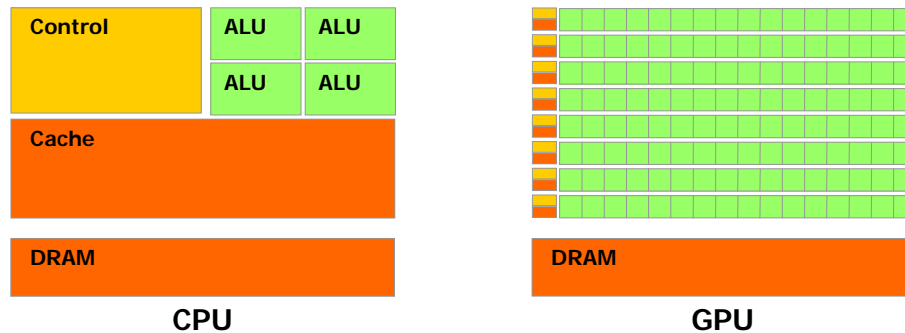 Control
ALU
ALU
ALU
ALU
Cache
DRAM
CPU
DRAM
GPU